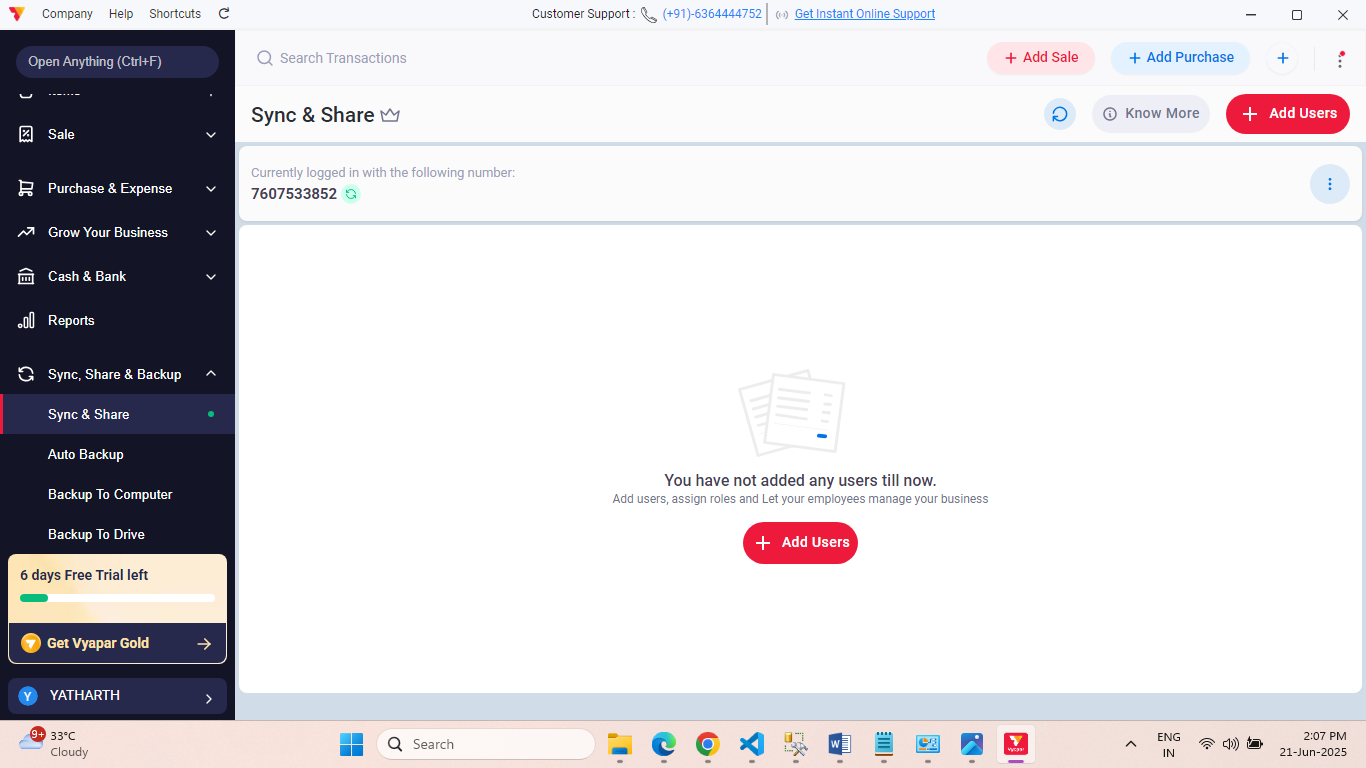 Company Help Shortcuts
Customer Support : (+91)-6364444752 Get Instant Online Support
Open Anything (Ctrl+F)
Search Transactions
Add Sale
Add Purchase
Sale
Purchase & Expense
Grow Your Business
Cash & Bank
Reports
Sync, Share & Backup
Sync & Share
Auto Backup
Backup To Computer
Backup To Drive
6 days Free Trial left
Get Vyapar Gold
Y YATHARTH
Sync & Share
Know More
Add Users
Currently logged in with the following number:
7607533852
You have not added any users till now.
Add users, assign roles and Let your employees manage your business
Add Users
9+
33°C
Cloudy
Search
Vyapar
ENG
IN
2:07 PM
21-Jun-2025